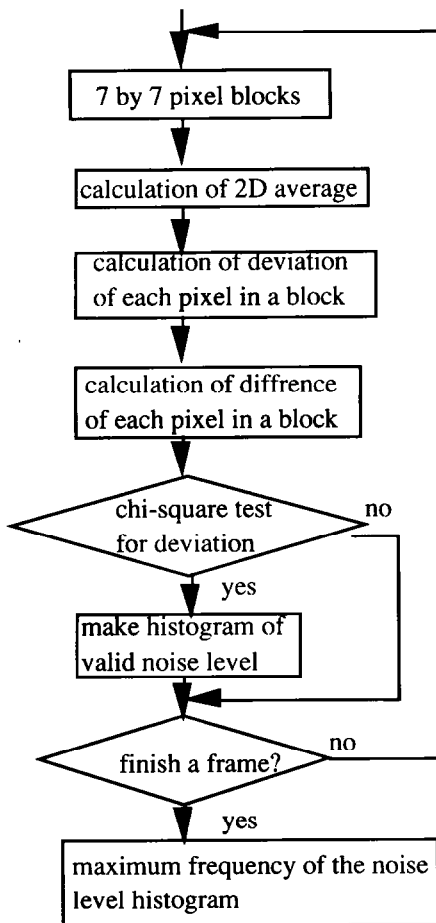 7 by 7 pixel blocks
calculation of 2D average
calculation of deviation
of each pixel in a block
calculation of diffrence
of each pixel in a block
chi-square test
for deviation
no
yes
make histogram of
valid noise level
finish a frame?
no
yes
maximum frequency of the noise
level histogram